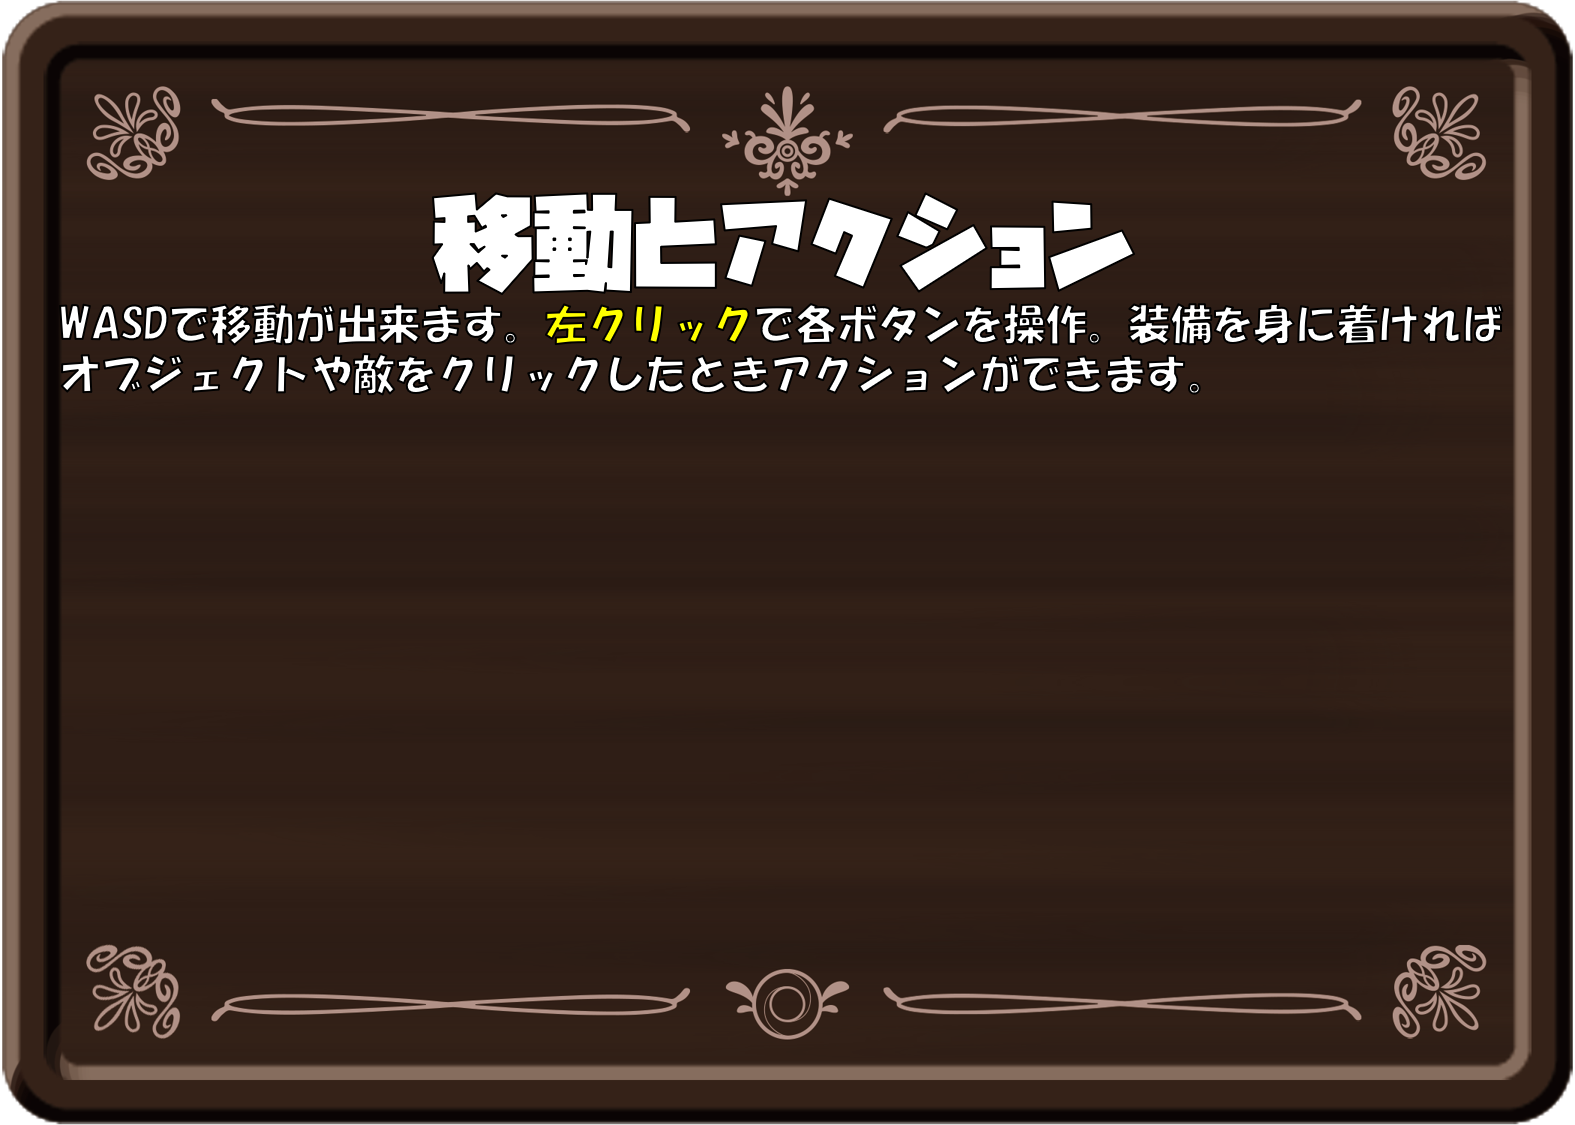 移動とアクション
WASDで移動が出来ます。左クリックで各ボタンを操作。装備を身に着ければ
オブジェクトや敵をクリックしたときアクションができます。